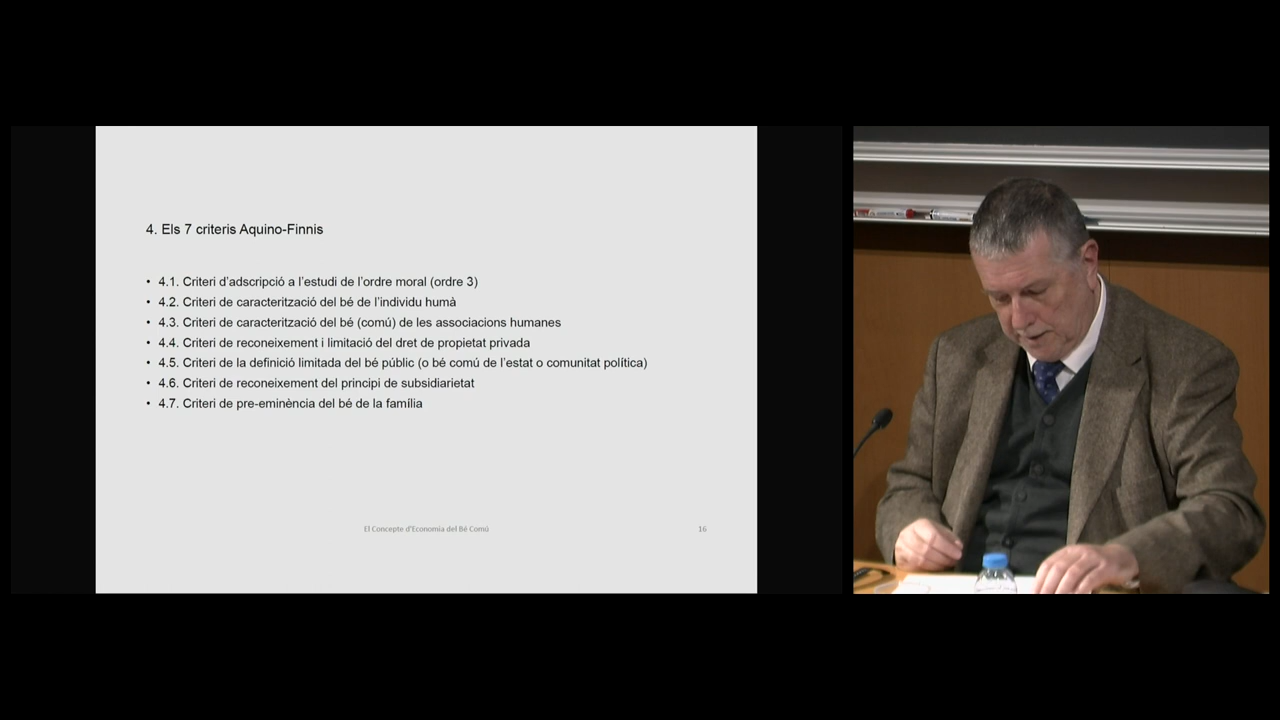 4. Els 7 criteris Aquino-Finnis
• 4.1. Criteri d'adscripció a l'estudi de l'ordre moral (ordre 3)
• 4.2. Criteri de caracterització del bé de l'individu humà
• 4.3. Criteri de caracterització del bé (comú) de les associacions humanes
• 4.4. Criteri de reconeixement i limitació del dret de propietat privada
• 4.5. Criteri de la definició limitada del bé públic (o bé comú de l'estat o comunitat política)
• 4.6. Criteri de reconeixement del principi de subsidiarietat
• 4.7. Criteri de pre-eminència del bé de la família
El Concepte d'Economia del Bé Comú
16